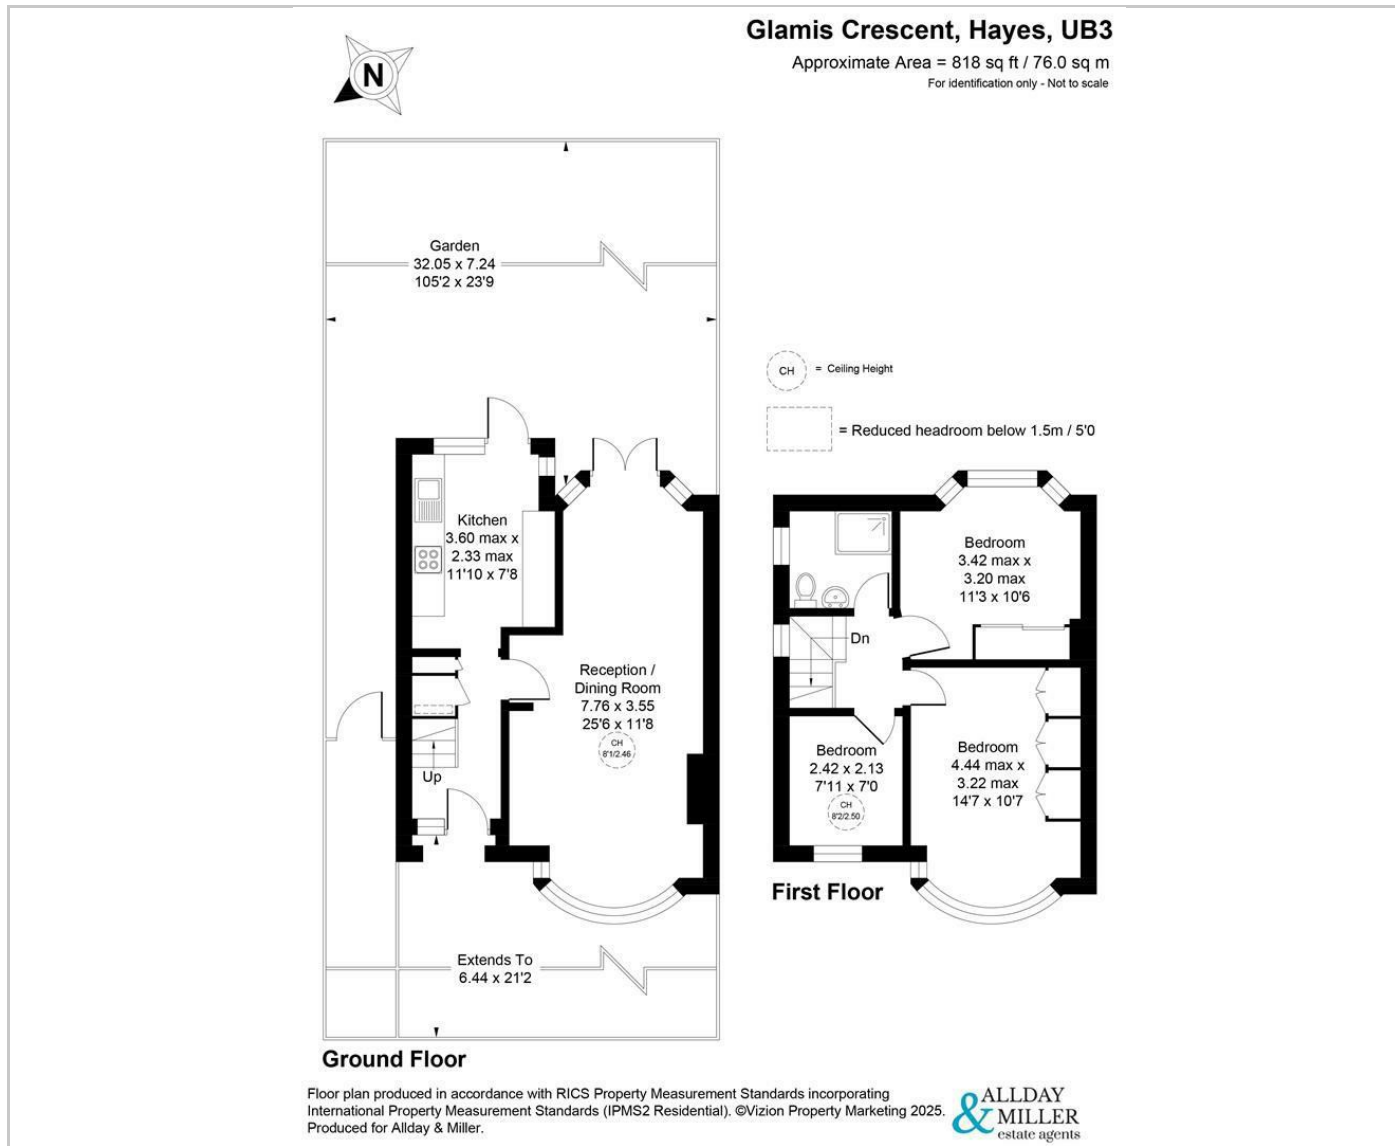 Glamis Crescent, Hayes, UB3
Approximate Area = 818 sq ft / 76.0 sq m
For identification only - Not to scale
N
Garden
32.05 x 7.24
105'2 x 23'9
CH
= Ceiling Height
= Reduced headroom below 1.5m / 5'0
Kitchen
3.60 max x
2.33 max
11'10 x 7'8
Reception /
Dining Room
7.76 x 3.55
25'6 x 11'8
CH
8'1/2.46
Up
Extends To
6.44 x 21'2
Ground Floor
Bedroom
3.42 max x
3.20 max
11'3 x 10'6
Dn
Bedroom
2.42 x 2.13
7'11 x 7'0
CH
8'2/2.50
Bedroom
4.44 max x
3.22 max
14'7 x 10'7
First Floor
Floor plan produced in accordance with RICS Property Measurement Standards incorporating
International Property Measurement Standards (IPMS2 Residential). ©Vizion Property Marketing 2025.
Produced for Allday & Miller.
ALLDAY
& MILLER
estate agents